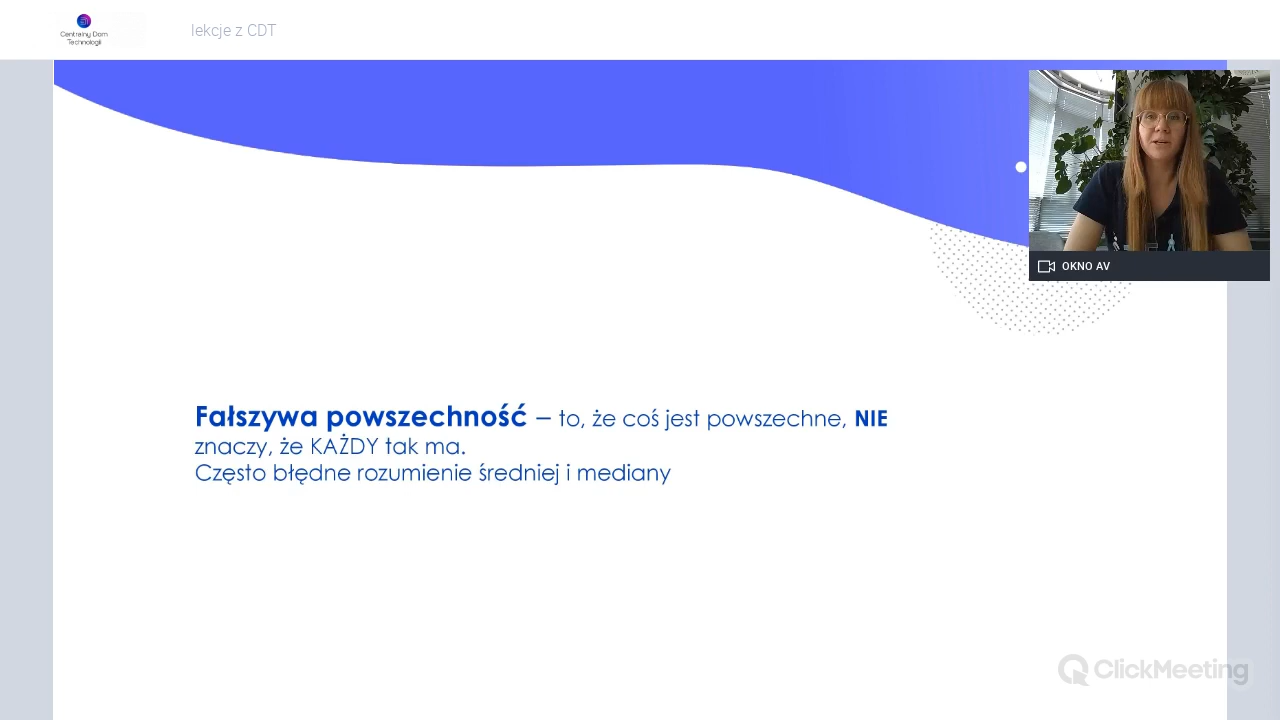 Centralny Dom
Technologii
lekcje z CDT
OKNO AV
Fałszywa powszechność – to, że coś jest powszechne, NIE
znaczy, że KAŻDY tak ma.
Często błędne rozumienie średniej i mediany
ClickMeeting